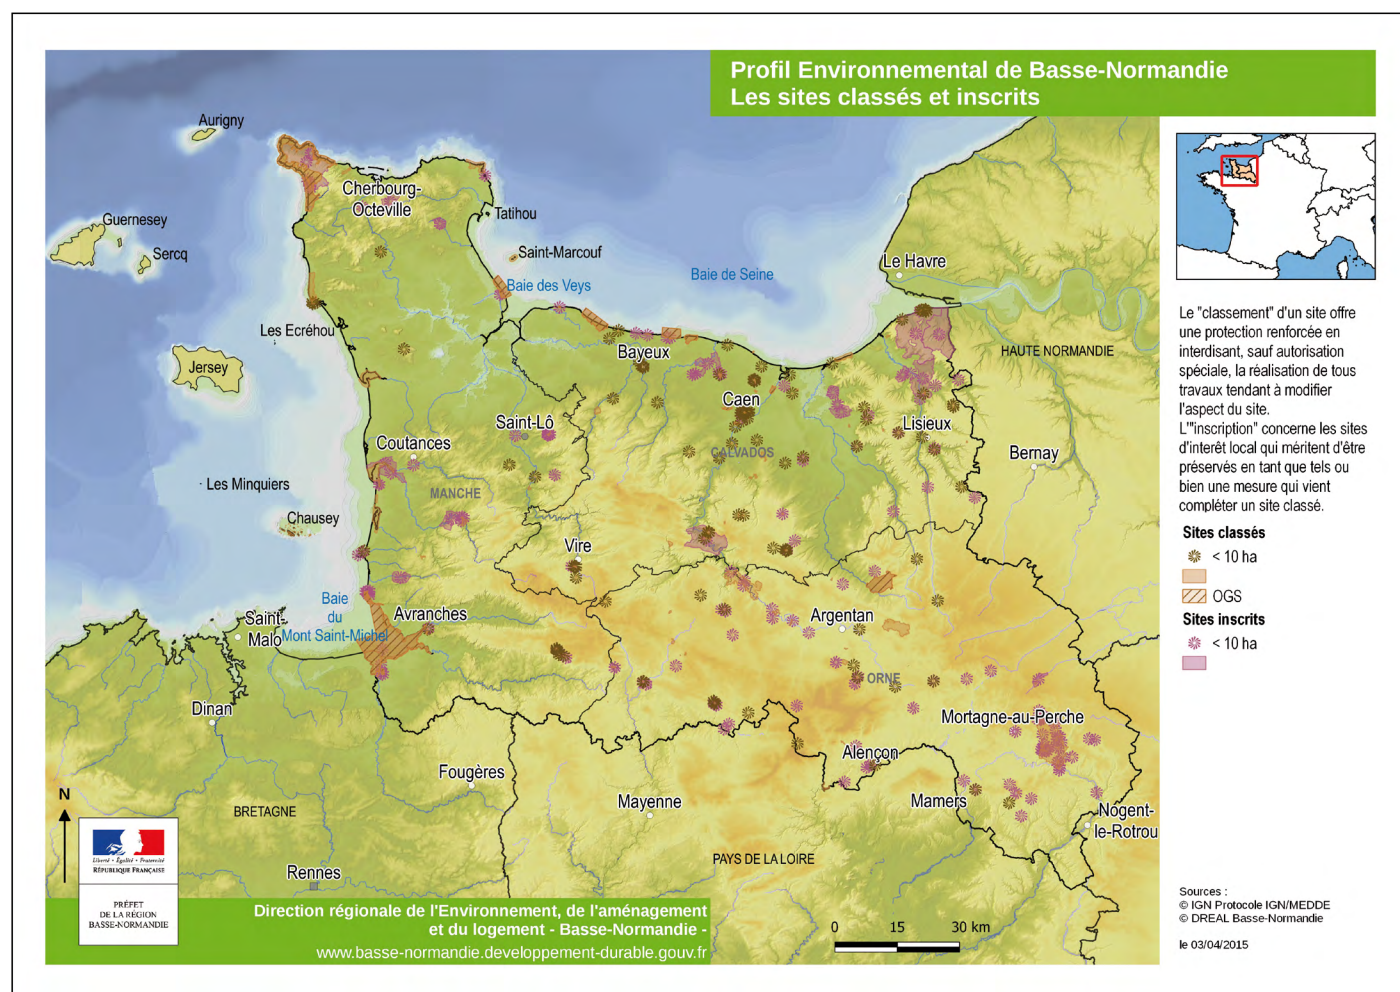 Profil Environnemental de Basse-Normandie
Les sites classés et inscrits
Aurigny
Cherbourg-
Octeville
Guernesey
Tatihou
Sercq
Saint-Marcouf
Le Havre
Baie de Seine
Baie des Veys
Les Ecréhou
Bayeux
HAUTE NORMANDIE
Jersey
Caen
Saint-Lô
Lisieux
Coutances
CALVADOS
Bernay
Les Minquiers
MANCHE
Chausey
Vire
Baie
du
Mont Saint-Michel
Avranches
Saint-
Malo
Argentan
ORNE
Dinan
Mortagne-au-Perche
Alençon
Fougères
Mayenne
Mamers
Nogent-
le-Rotrou
BRETAGNE
PAYS DE LA LOIRE
Rennes
Le "classement" d'un site offre
une protection renforcée en
interdisant, sauf autorisation
spéciale, la réalisation de tous
travaux tendant à modifier
l'aspect du site.
L'"inscription" concerne les sites
d'interêt local qui méritent d'être
préservés en tant que tels ou
bien une mesure qui vient
compléter un site classé.
Sites classés
< 10 ha
OGS
Sites inscrits
< 10 ha
N
Liberté • Égalité • Fraternité
RÉPUBLIQUE FRANÇAISE
PRÉFET
DE LA RÉGION
BASSE-NORMANDIE
Direction régionale de l'Environnement, de l'aménagement
et du logement - Basse-Normandie -
www.basse-normandie.developpement-durable.gouv.fr
0 15 30 km
Sources :
© IGN Protocole IGN/MEDDE
© DREAL Basse-Normandie
le 03/04/2015